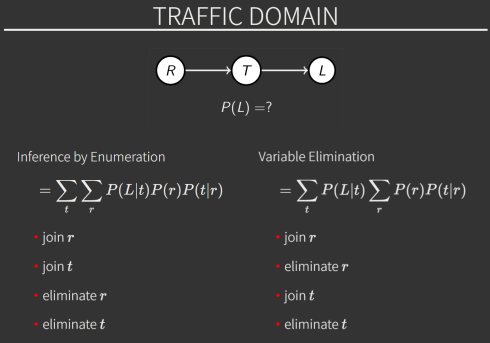 TRAFFIC DOMAIN
R T L
P(L) =?
Inference by Enumeration
= ∑_t ∑_r P(L|t)P(r)P(t|r)
• join r
• join t
• eliminate r
• eliminate t
Variable Elimination
= ∑_t P(L|t) ∑_r P(r)P(t|r)
• join r
• eliminate r
• join t
• eliminate t